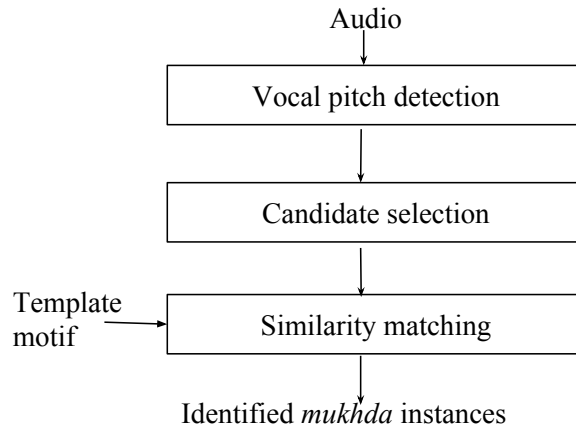 Audio
Vocal pitch detection
Candidate selection
Template
motif
Similarity matching
Identified mukhda instances